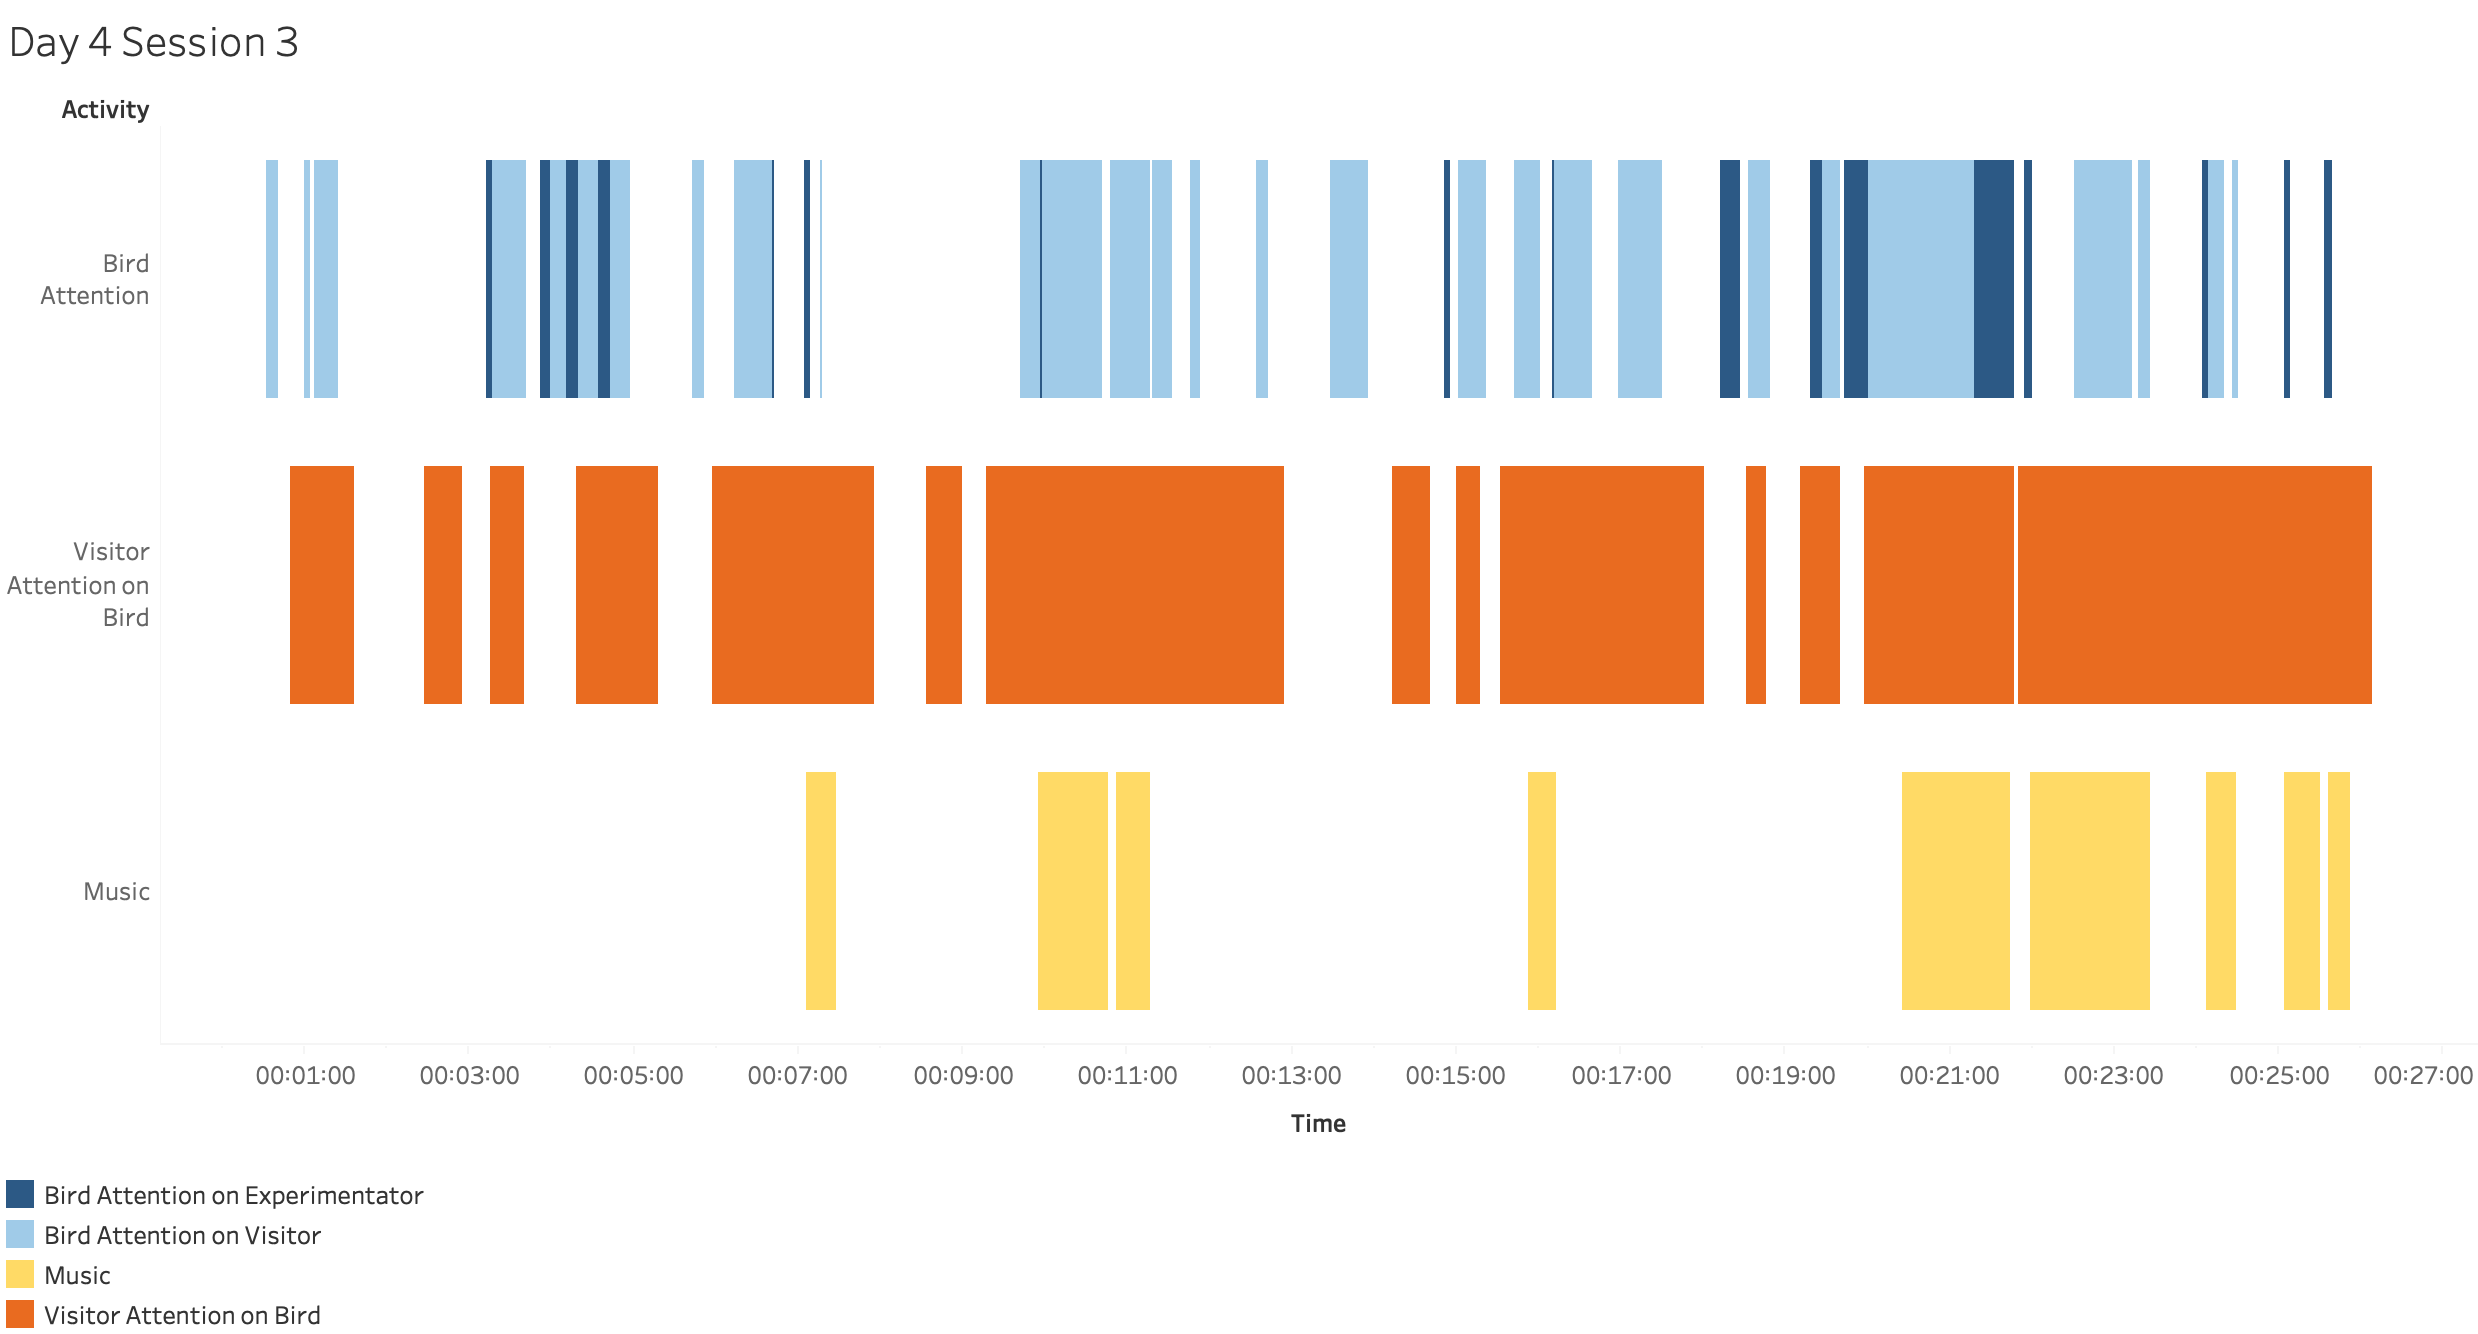 Day 4 Session 3
Activity
Bird
Attention
Visitor
Attention on
Bird
Music
00:01:00 00:03:00 00:05:00 00:07:00 00:09:00 00:11:00 00:13:00 00:15:00 00:17:00 00:19:00 00:21:00 00:23:00 00:25:00 00:27:00
Time
Bird Attention on Experimentator
Bird Attention on Visitor
Music
Visitor Attention on Bird